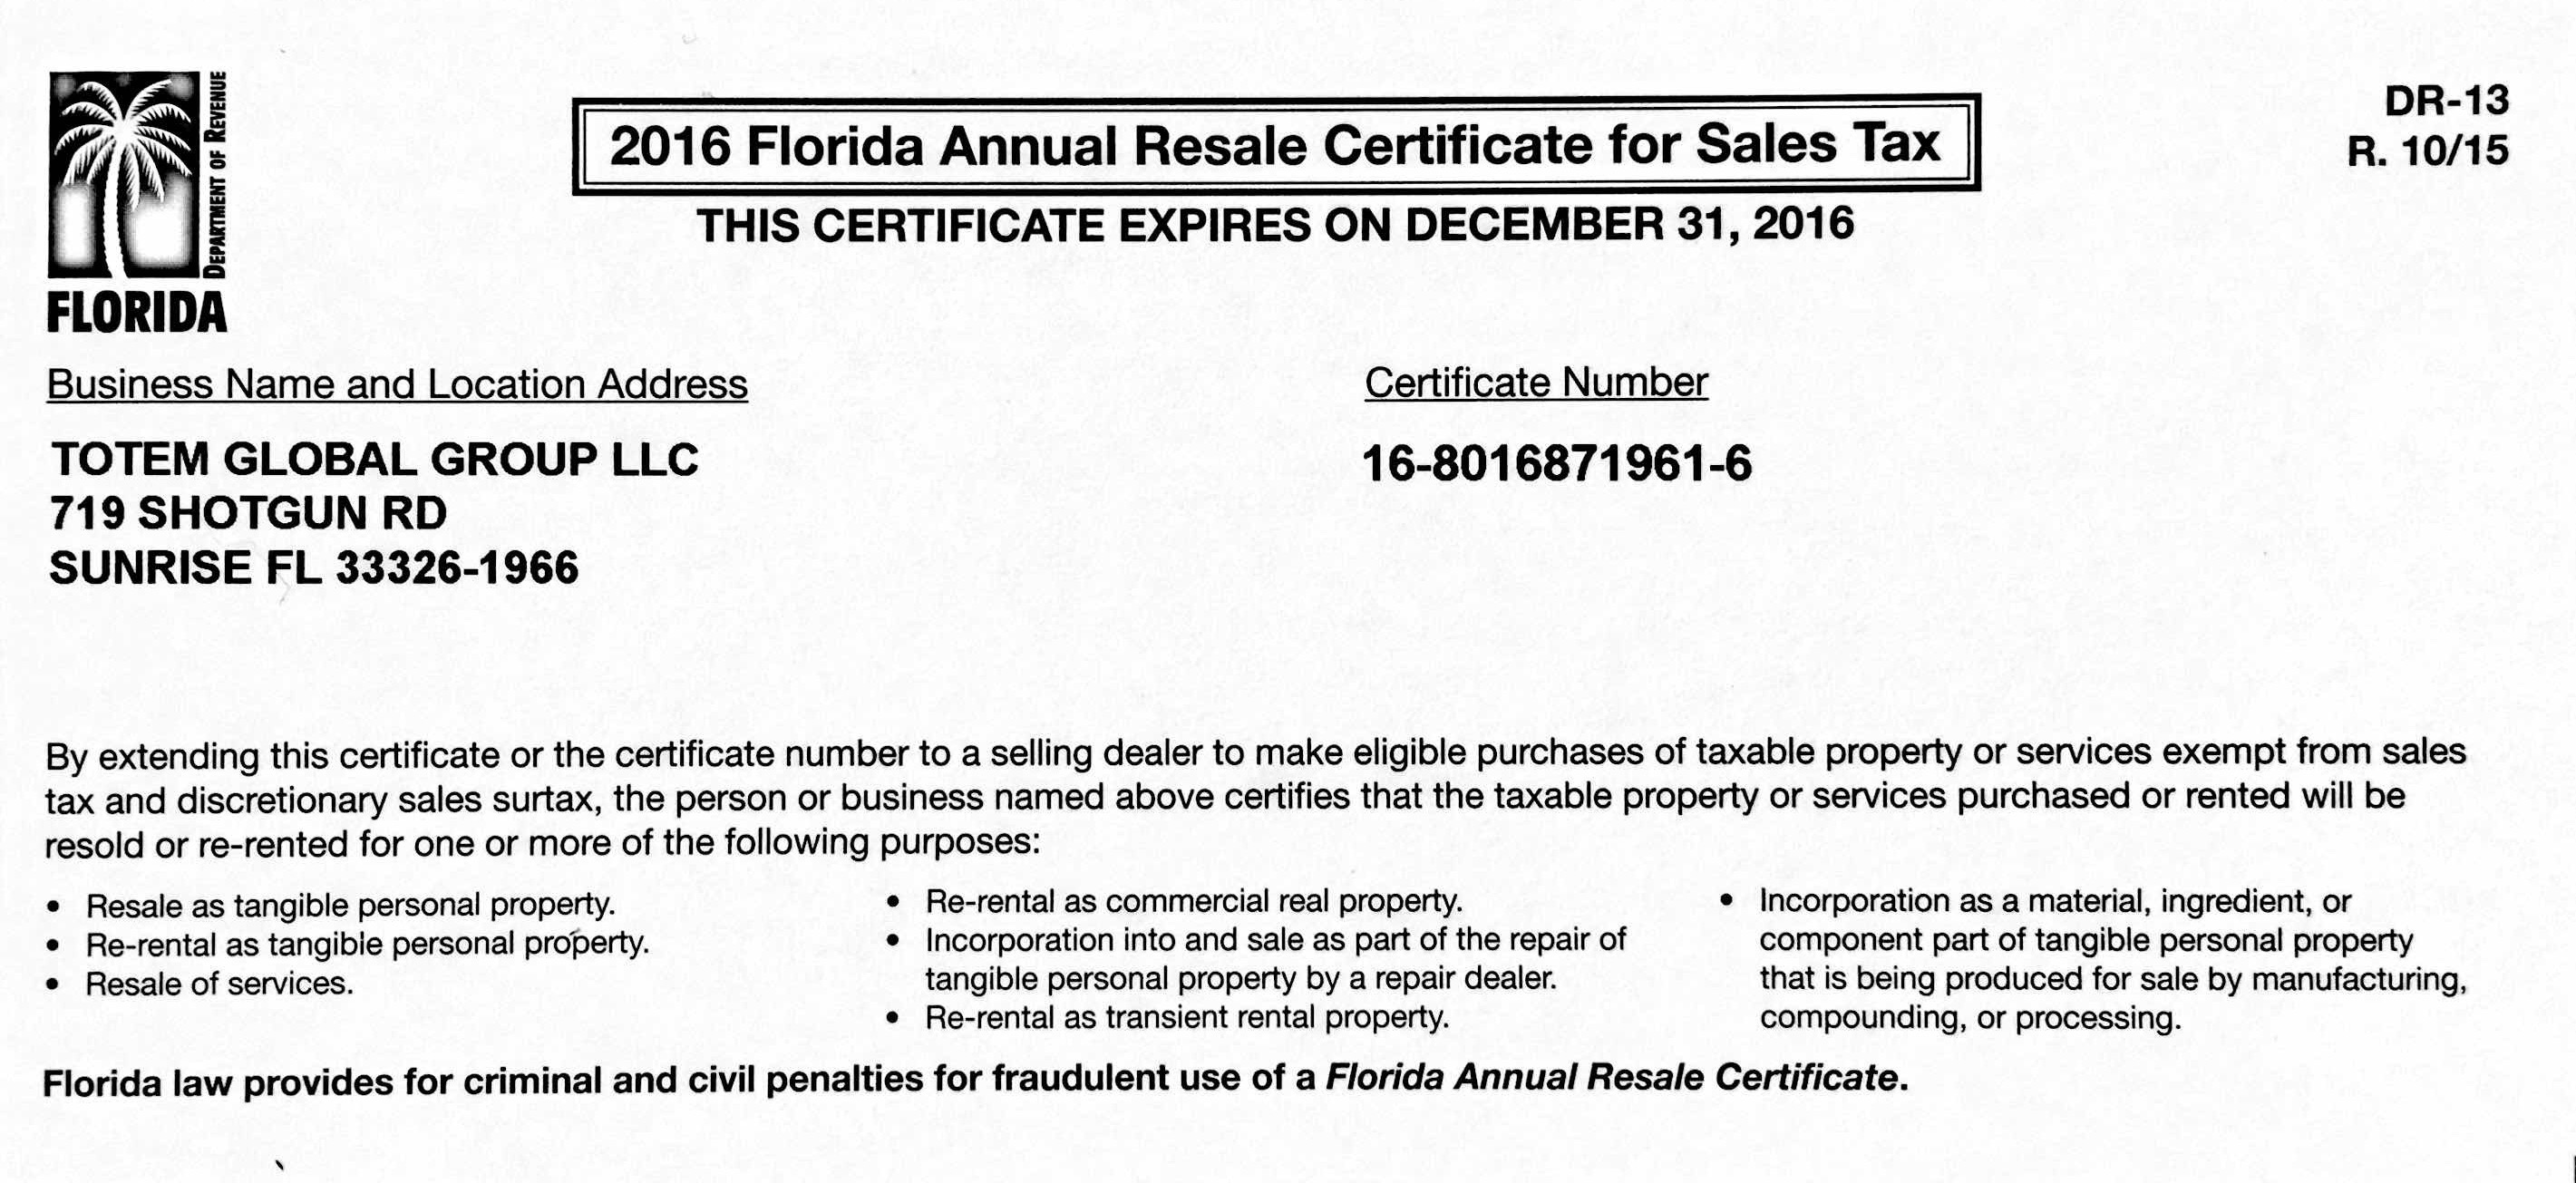 DEPARTMENT OF REVENUE
FLORIDA
2016 Florida Annual Resale Certificate for Sales Tax
THIS CERTIFICATE EXPIRES ON DECEMBER 31, 2016
DR-13
R. 10/15
Business Name and Location Address
TOTEM GLOBAL GROUP LLC
719 SHOTGUN RD
SUNRISE FL 33326-1966
Certificate Number
16-8016871961-6
By extending this certificate or the certificate number to a selling dealer to make eligible purchases of taxable property or services exempt from sales
tax and discretionary sales surtax, the person or business named above certifies that the taxable property or services purchased or rented will be
resold or re-rented for one or more of the following purposes:
• Resale as tangible personal property.
• Re-rental as tangible personal property.
• Resale of services.
• Re-rental as commercial real property.
• Incorporation into and sale as part of the repair of
tangible personal property by a repair dealer.
• Re-rental as transient rental property.
• Incorporation as a material, ingredient, or
component part of tangible personal property
that is being produced for sale by manufacturing,
compounding, or processing.
Florida law provides for criminal and civil penalties for fraudulent use of a Florida Annual Resale Certificate.